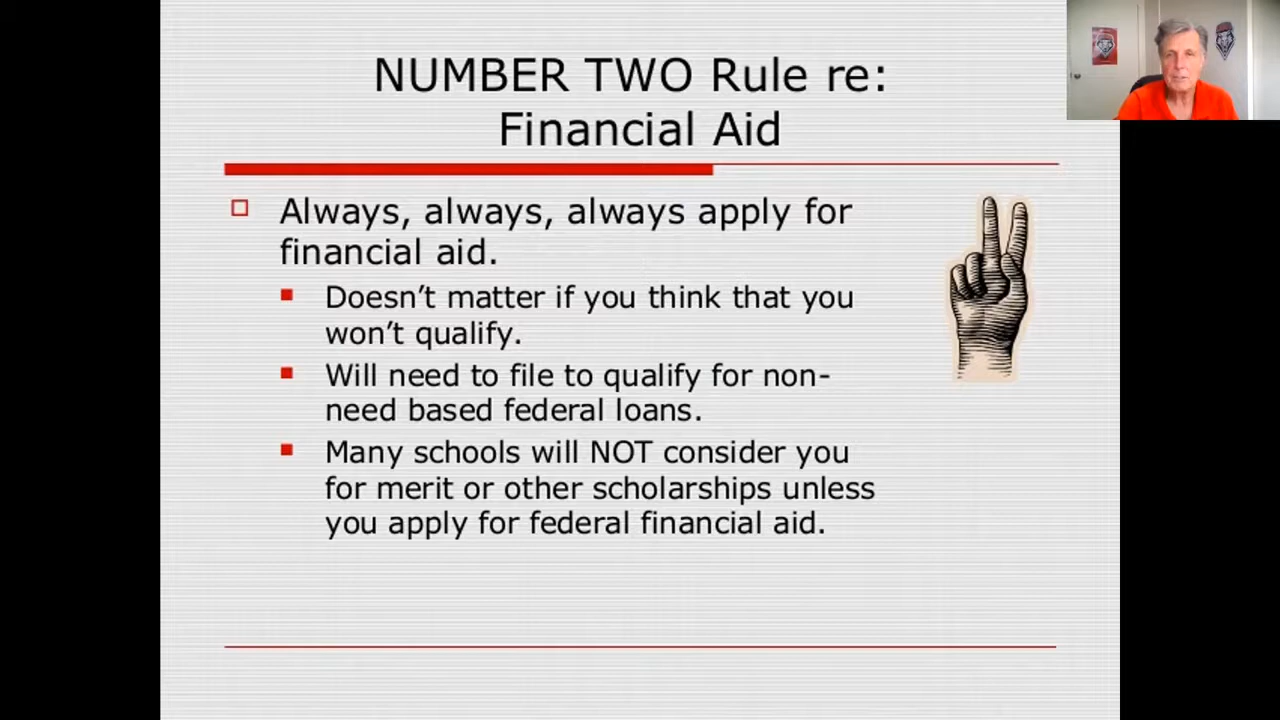 NUMBER TWO Rule re:
Financial Aid
Always, always, always apply for
financial aid.
Doesn’t matter if you think that you
won’t qualify.
Will need to file to qualify for non-
need based federal loans.
Many schools will NOT consider you
for merit or other scholarships unless
you apply for federal financial aid.